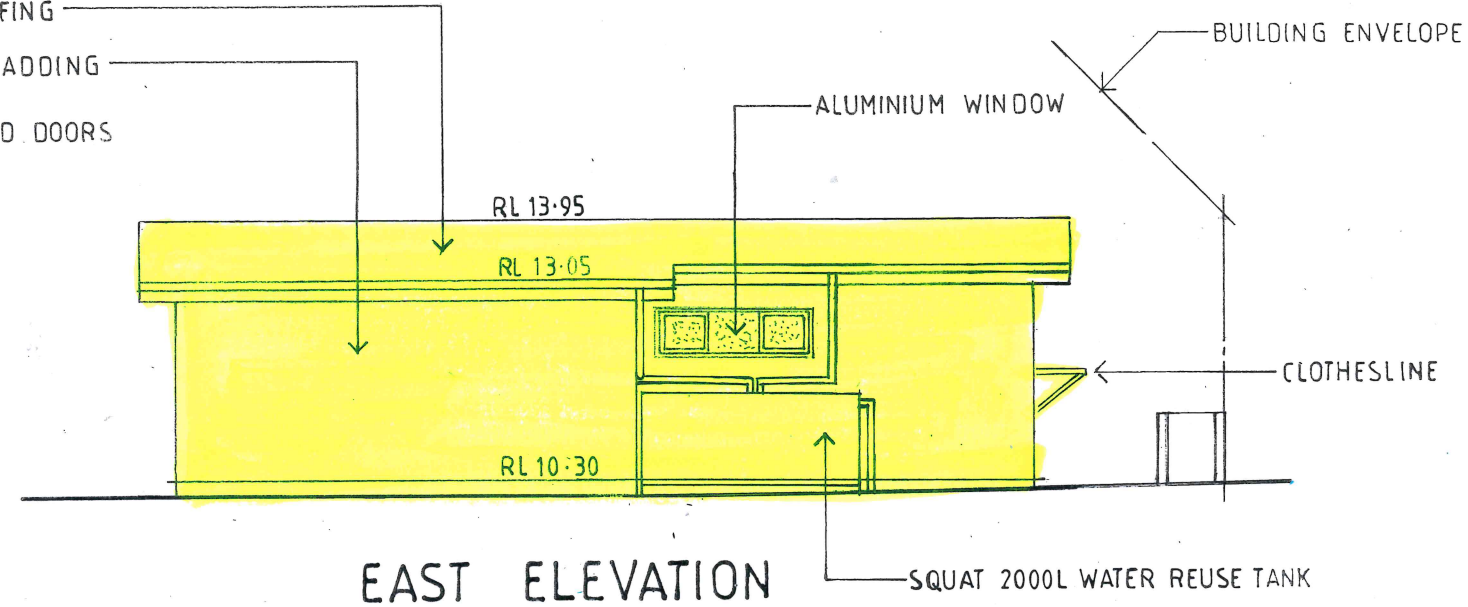 FING
BUILDING ENVELOPE
ADDING
ALUMINIUM WINDOW
D. DOORS
RL 13·95
RL 13·05
CLOTHESLINE
RL 10·30
EAST ELEVATION
SQUAT 2000L WATER REUSE TANK